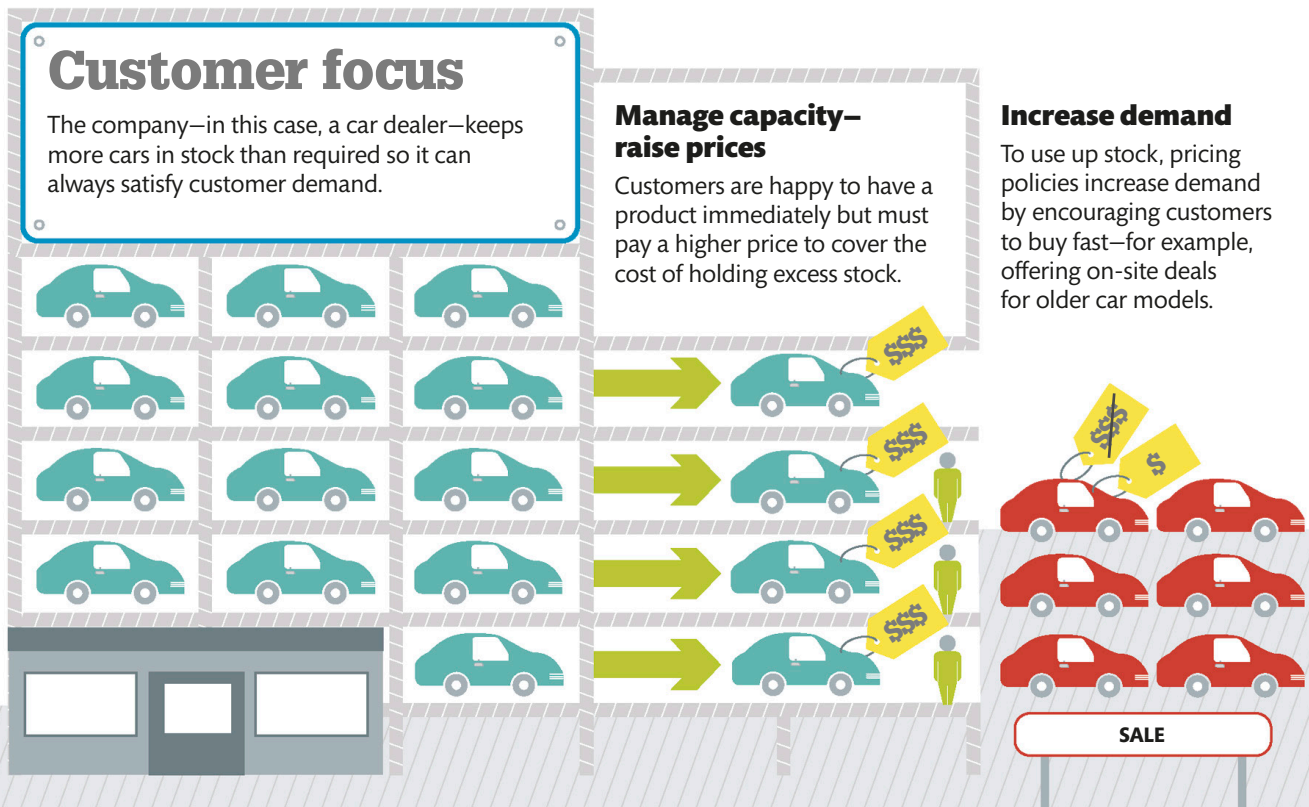 Customer focus
The company—in this case, a car dealer—keeps
more cars in stock than required so it can
always satisfy customer demand.
Manage capacity—
raise prices
Customers are happy to have a
product immediately but must
pay a higher price to cover the
cost of holding excess stock.
Increase demand
To use up stock, pricing
policies increase demand
by encouraging customers
to buy fast—for example,
offering on-site deals
for older car models.
$$$
$$$
$$$
$$$
$$$
$
SALE